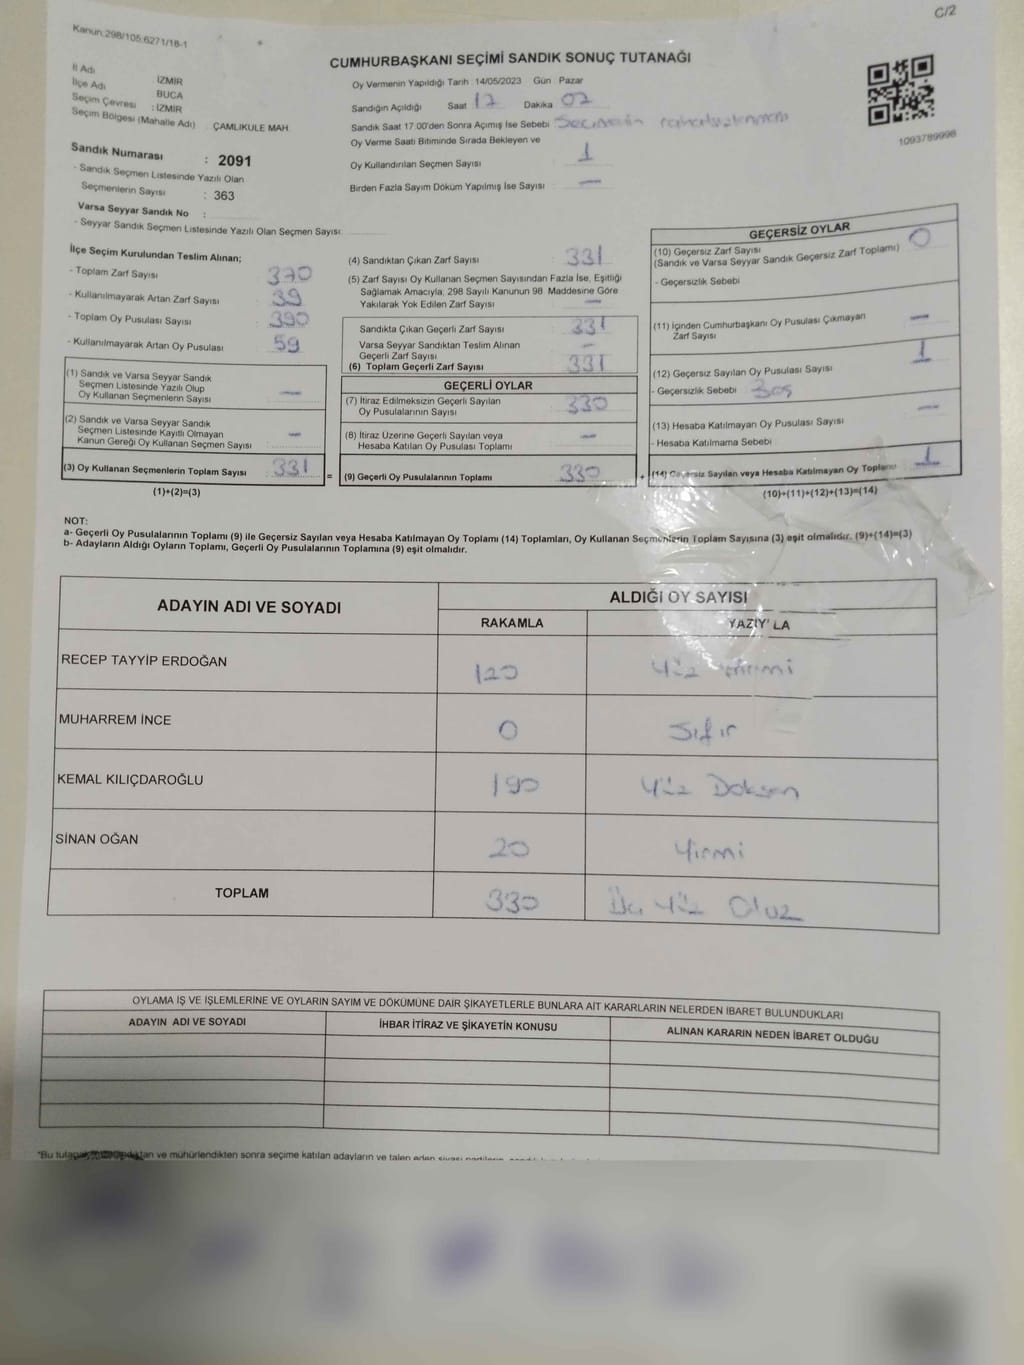 C/2
Kanun:298/105:6271/18-1
CUMHURBAŞKANI SEÇİMİ SANDIK SONUÇ TUTANAĞI
İl Adı İZMİR
İlçe Adı BUCA
Seçim Çevresi : İZMİR
Seçim Bölgesi (Mahalle Adı) ÇAMLIKULE MAH.
Sandık Numarası : 2091
- Sandık Seçmen Listesinde Yazılı Olan
Seçmenlerin Sayısı : 363
Varsa Seyyar Sandık No :
- Seyyar Sandık Seçmen Listesinde Yazılı Olan Seçmen Sayısı:
Oy Vermenin Yapıldığı Tarih :14/05/2023 Gün Pazar
Sandığın Açıldığı Saat 17 Dakika 02
Sandık Saat 17:00'den Sonra Açımış İse Sebebi
Oy Verme Saati Bitiminde Sırada Bekleyen ve
Oy Kullandırılan Seçmen Sayısı 1
Birden Fazla Sayım Döküm Yapılmış İse Sayısı —
1093789998
İlçe Seçim Kurulundan Teslim Alınan;
- Toplam Zarf Sayısı : 370
- Kullanılmayarak Artan Zarf Sayısı : 39
- Toplam Oy Pusulası Sayısı : 390
- Kullanılmayarak Artan Oy Pusulası : 59
(1) Sandık ve Varsa Seyyar Sandık
Seçmen Listesinde Yazılı Olup
Oy Kullanan Seçmenlerin Sayısı —
(2) Sandık ve Varsa Seyyar Sandık
Seçmen Listesinde Kayıtlı Olmayan
Kanun Gereği Oy Kullanan Seçmen Sayısı —
(3) Oy Kullanan Seçmenlerin Toplam Sayısı 331 =
(1)+(2)=(3)
(4) Sandıktan Çıkan Zarf Sayısı 331
(5) Zarf Sayısı Oy Kullanan Seçmen Sayısından Fazla İse, Eşitliği
Sağlamak Amacıyla, 298 Sayılı Kanunun 98 Maddesine Göre
Yakılarak Yok Edilen Zarf Sayısı —
Sandıkta Çıkan Geçerli Zarf Sayısı 331
Varsa Seyyar Sandıktan Teslim Alınan
Geçerli Zarf Sayısı —
(6) Toplam Geçerli Zarf Sayısı 331
GEÇERLİ OYLAR
(7) İtiraz Edilmeksizin Geçerli Sayılan
Oy Pusulalarının Sayısı 330
(8) İtiraz Üzerine Geçerli Sayılan veya
Hesaba Katılan Oy Pusulası Toplamı —
(9) Geçerli Oy Pusulalarının Toplamı 330 +
GEÇERSİZ OYLAR
(10) Geçersiz Zarf Sayısı
(Sandık ve Varsa Seyyar Sandık Geçersiz Zarf Toplamı) 0
- Geçersizlik Sebebi
(11) İçinden Cumhurbaşkanı Oy Pusulası Çıkmayan
Zarf Sayısı —
(12) Geçersiz Sayılan Oy Pusulası Sayısı 1
- Geçersizlik Sebebi
(13) Hesaba Katılmayan Oy Pusulası Sayısı —
- Hesaba Katılmama Sebebi
(14) Geçersiz Sayılan veya Hesaba Katılmayan Oy Toplamı 1
(10)+(11)+(12)+(13)=(14)
NOT:
a- Geçerli Oy Pusulalarının Toplamı (9) ile Geçersiz Sayılan veya Hesaba Katılmayan Oy Toplamı (14) Toplamları, Oy Kullanan Seçmenlerin Toplam Sayısına (3) eşit olmalıdır. (9)+(14)=(3)
b- Adayların Aldığı Oyların Toplamı, Geçerli Oy Pusulalarının Toplamına (9) eşit olmalıdır.
ADAYIN ADI VE SOYADI ALDIĞI OY SAYISI
RAKAMLA YAZIY'LA
RECEP TAYYİP ERDOĞAN 120 Yüz Yirmi
MUHARREM İNCE 0 Sıfır
KEMAL KILIÇDAROĞLU 190 Yüz Doksan
SİNAN OĞAN 20 Yirmi
TOPLAM 330 Üç Yüz Otuz
OYLAMA İŞ VE İŞLEMLERİNE VE OYLARIN SAYIM VE DÖKÜMÜNE DAİR ŞİKAYETLERLE BUNLARA AİT KARARLARIN NELERDEN İBARET BULUNDUKLARI
ADAYIN ADI VE SOYADI İHBAR İTİRAZ VE ŞİKAYETİN KONUSU ALINAN KARARIN NEDEN İBARET OLDUĞU
"Bu ve mühürlendikten sonra seçime katılan adayların ve talep eden siyasi partilerin